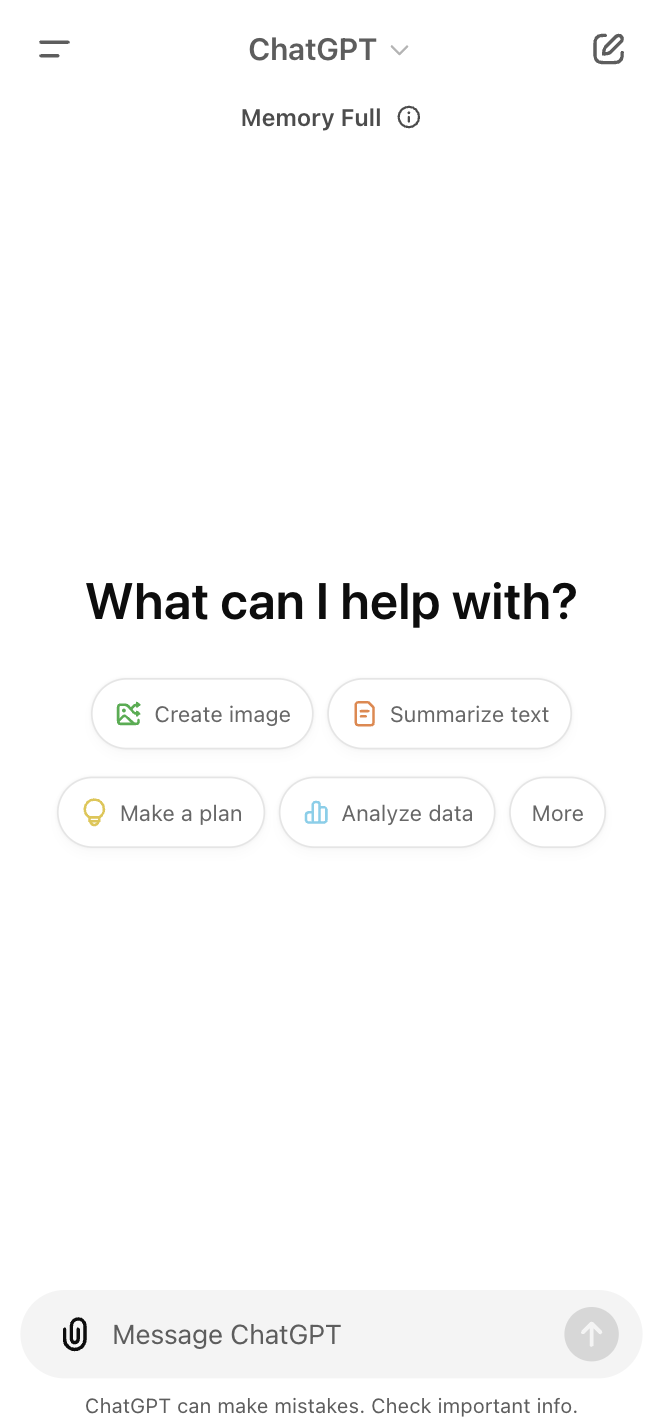 ChatGPT
Memory Full
What can I help with?
Create image
Summarize text
Make a plan
Analyze data
More
Message ChatGPT
ChatGPT can make mistakes. Check important info.